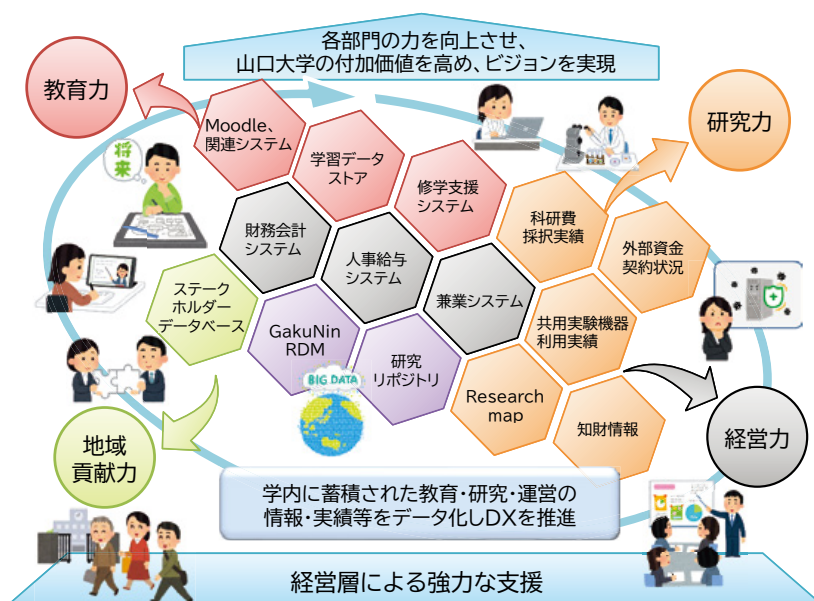 各部門の力を向上させ、
山口大学の付加価値を高め、ビジョンを実現
教育力
研究力
将来
Moodle、
関連システム
学習データ
ストア
修学支援
システム
科研費
採択実績
外部資金
契約状況
財務会計
システム
人事給与
システム
兼業システム
共用実験機器
利用実績
ステーク
ホルダー
データベース
GakuNin
RDM
研究
リポジトリ
Research
map
知財情報
BIG DATA
地域
貢献力
経営力
学内に蓄積された教育・研究・運営の
情報・実績等をデータ化しDXを推進
経営層による強力な支援